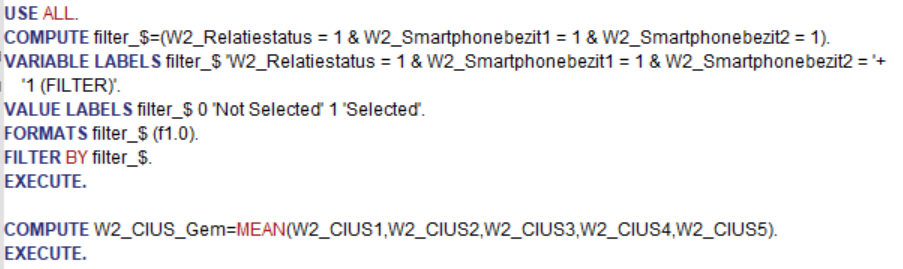 USE ALL.
COMPUTE filter_$=(W2_Relatiestatus = 1 & W2_Smartphonebezit1 = 1 & W2_Smartphonebezit2 = 1).
VARIABLE LABELS filter_$ 'W2_Relatiestatus = 1 & W2_Smartphonebezit1 = 1 & W2_Smartphonebezit2 = '+
'1 (FILTER)'.
VALUE LABELS filter_$ 0 'Not Selected' 1 'Selected'.
FORMATS filter_$ (f1.0).
FILTER BY filter_$.
EXECUTE.
COMPUTE W2_CIUS_Gem=MEAN(W2_CIUS1,W2_CIUS2,W2_CIUS3,W2_CIUS4,W2_CIUS5).
EXECUTE.